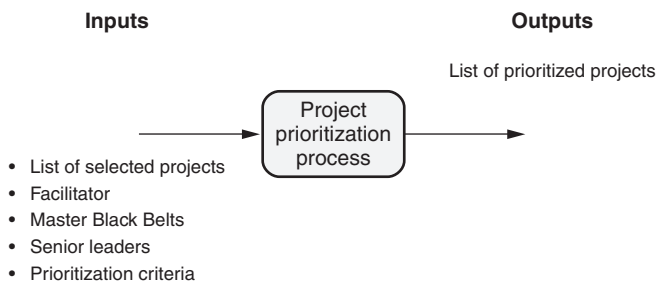 Inputs
Outputs
List of prioritized projects
Project
prioritization
process
• List of selected projects
• Facilitator
• Master Black Belts
• Senior leaders
• Prioritization criteria